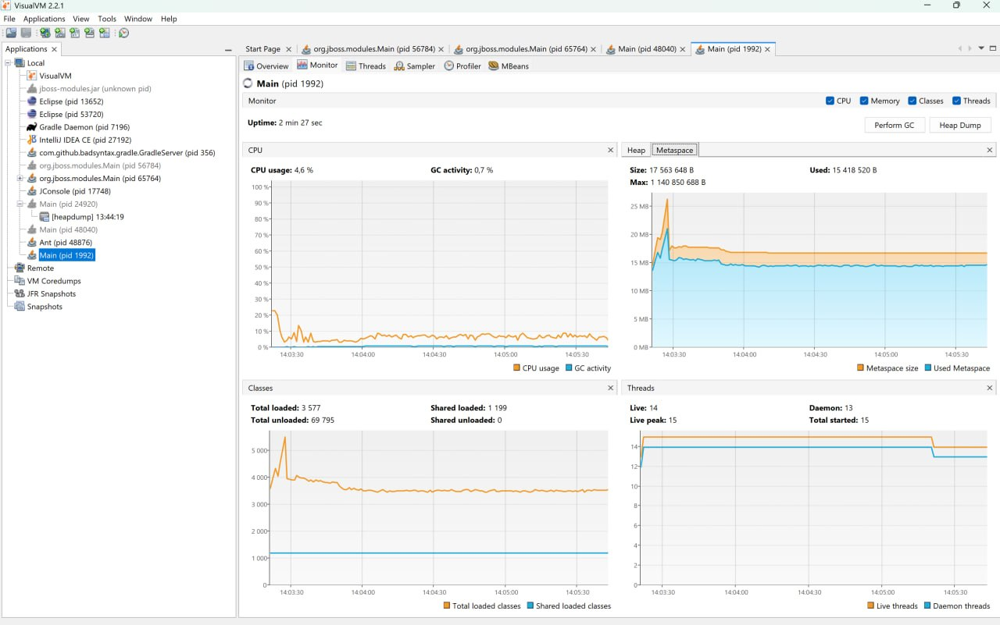 VisualVM 2.2.1
File Applications View Tools Window Help
Applications
Start Page
org.jboss.modules.Main (pid 56784)
org.jboss.modules.Main (pid 65764)
Main (pid 48040)
Main (pid 1992)
Local
VisualVM
jboss-modules.jar (unknown pid)
Eclipse (pid 13652)
Eclipse (pid 53720)
Gradle Daemon (pid 7196)
IntelliJ IDEA CE (pid 27192)
com.github.badsyntax.gradle.GradleServer (pid 356)
org.jboss.modules.Main (pid 56784)
org.jboss.modules.Main (pid 65764)
JConsole (pid 17748)
Main (pid 24920)
[heapdump] 13:44:19
Main (pid 48040)
Ant (pid 48876)
Main (pid 1992)
Remote
VM Coredumps
JFR Snapshots
Snapshots
Overview Monitor Threads Sampler Profiler MBeans
Main (pid 1992)
Monitor
CPU Memory Classes Threads
Uptime: 2 min 27 sec
Perform GC Heap Dump
CPU
CPU usage: 4,6 % GC activity: 0,7 %
100 %
90 %
80 %
70 %
60 %
50 %
40 %
30 %
20 %
10 %
0 %
14:03:30 14:04:00 14:04:30 14:05:00 14:05:30
CPU usage GC activity
Heap Metaspace
Size: 17 563 648 B Used: 15 418 520 B
Max: 1 140 850 688 B
25 MB
20 MB
15 MB
10 MB
5 MB
0 MB
14:03:30 14:04:00 14:04:30 14:05:00 14:05:30
Metaspace size Used Metaspace
Classes
Total loaded: 3 577 Shared loaded: 1 199
Total unloaded: 69 795 Shared unloaded: 0
5 000
4 000
3 000
2 000
1 000
0
14:03:30 14:04:00 14:04:30 14:05:00 14:05:30
Total loaded classes Shared loaded classes
Threads
Live: 14 Daemon: 13
Live peak: 15 Total started: 15
14
12
10
8
6
4
2
0
14:03:30 14:04:00 14:04:30 14:05:00 14:05:30
Live threads Daemon threads